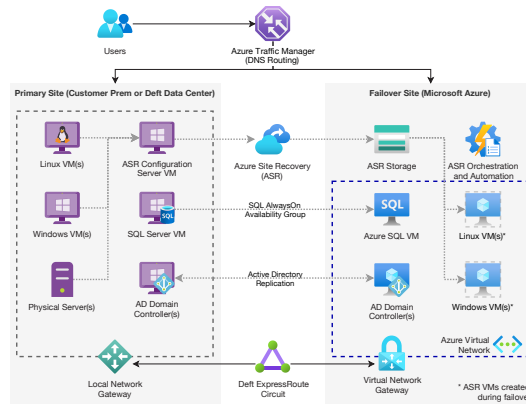 Users
Azure Traffic Manager
(DNS Routing)
Primary Site (Customer Prem or Deft Data Center)
Failover Site (Microsoft Azure)
Linux VM(s)
ASR Configuration
Server VM
Azure Site Recovery
(ASR)
ASR Storage
ASR Orchestration
and Automation
Windows VM(s)
SQL
SQL Server VM
SQL AlwaysOn
Availability Group
SQL
Azure SQL VM
Linux VM(s)*
Physical Server(s)
AD Domain
Controller(s)
Active Directory
Replication
AD Domain
Controller(s)
Windows VM(s)*
Azure Virtual
Network
Local Network
Gateway
Deft ExpressRoute
Circuit
Virtual Network
Gateway
* ASR VMs created
during failover